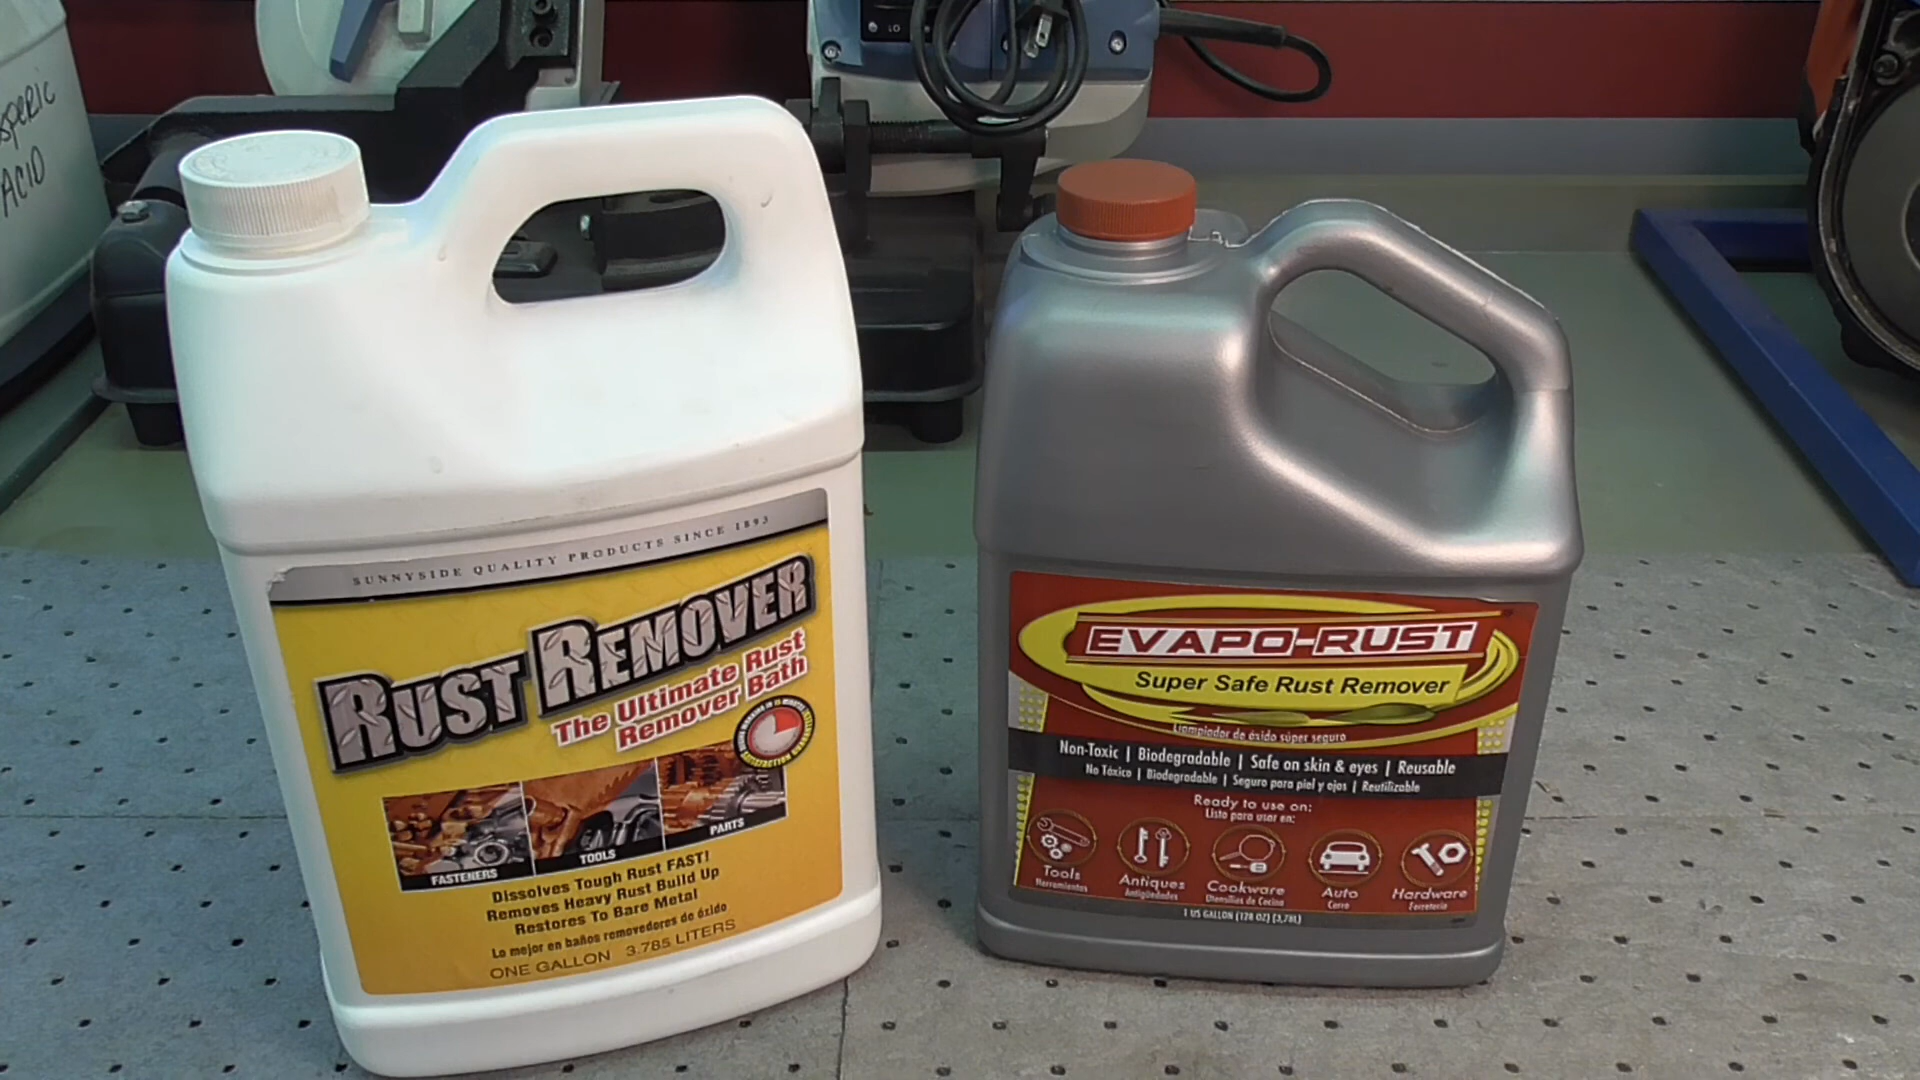 ACID
LO
SUNNYSIDE QUALITY PRODUCTS SINCE 1893
RUST REMOVER
The Ultimate Rust
Remover Bath
FASTENERS
TOOLS
PARTS
Dissolves Tough Rust FAST!
Removes Heavy Rust Build Up
Restores To Bare Metal
Lo mejor en baños removedores de óxido
ONE GALLON 3.785 LITERS
EVAPO-RUST
Super Safe Rust Remover
Limpiador de óxido súper seguro
Non-Toxic | Biodegradable | Safe on skin & eyes | Reusable
No Tóxico | Biodegradable | Seguro para piel y ojos | Reutilizable
Ready to use on:
Listo para usar en:
Tools
Herramientas
Antiques
Antigüedades
Cookware
Utensilios de Cocina
Auto
Carro
Hardware
Ferretería
1 US GALLON (128 OZ) (3,78L)